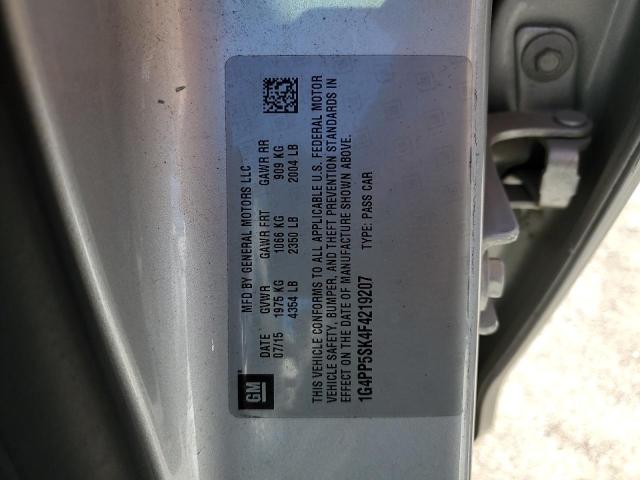 GM
MFD BY GENERAL MOTORS LLC
DATE GVWR GAWR FRT GAWR RR
07/15 1975 KG 1066 KG 909 KG
4354 LB 2350 LB 2004 LB
THIS VEHICLE CONFORMS TO ALL APPLICABLE U.S. FEDERAL MOTOR
VEHICLE SAFETY, BUMPER, AND THEFT PREVENTION STANDARDS IN
EFFECT ON THE DATE OF MANUFACTURE SHOWN ABOVE.
1G4PP5SK4F4219207 TYPE: PASS CAR